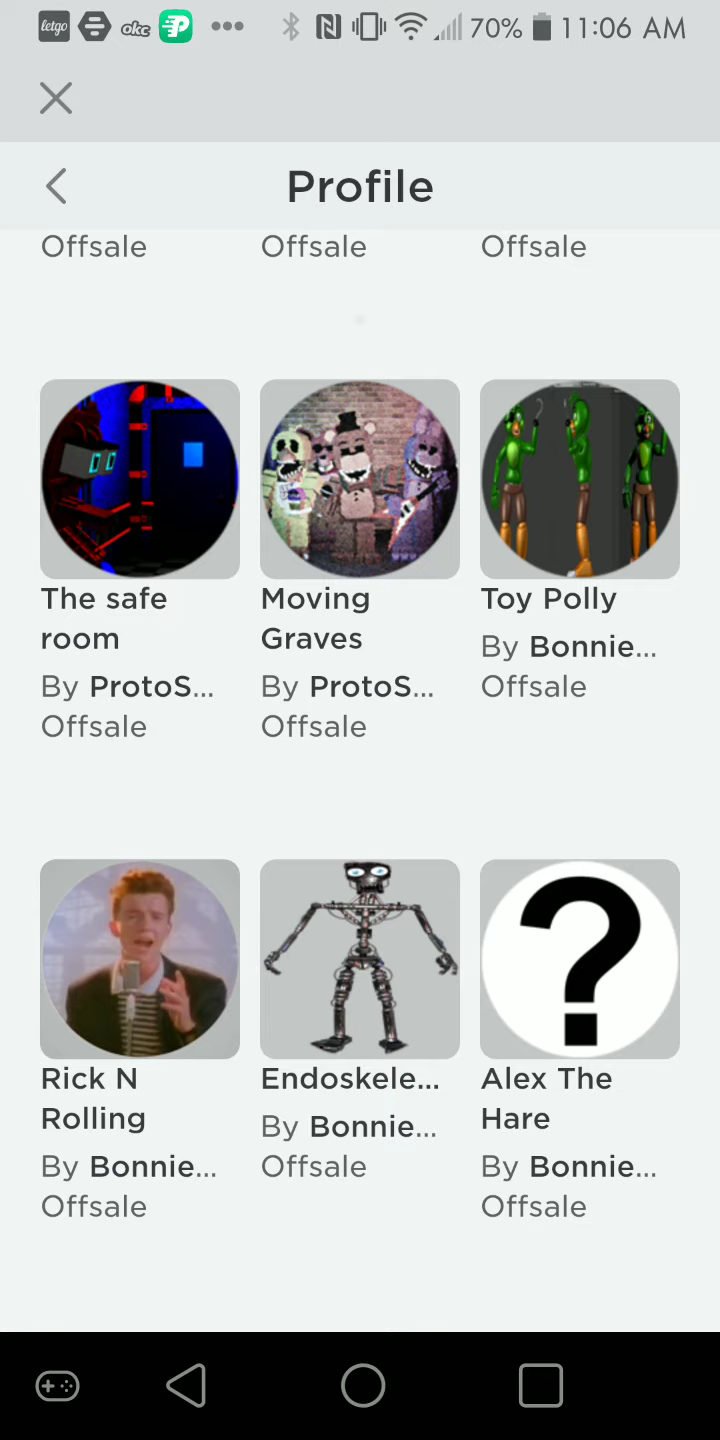 letgo
okc
70% 11:06 AM
Profile
Offsale Offsale Offsale
The safe room
By ProtoS...
Offsale
Moving Graves
By ProtoS...
Offsale
Toy Polly
By Bonnie...
Offsale
Rick N Rolling
By Bonnie...
Offsale
Endoskele...
By Bonnie...
Offsale
Alex The Hare
By Bonnie...
Offsale
?